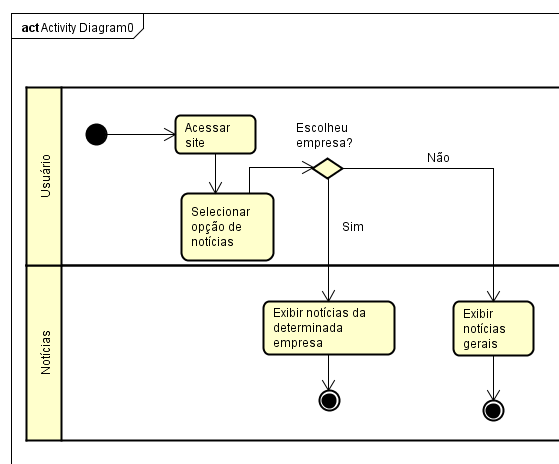 act Activity Diagram0
Usuário
Acessar
site
Selecionar
opção de
notícias
Escolheu
empresa?
Não
Sim
Notícias
Exibir notícias da
determinada
empresa
Exibir
notícias
gerais